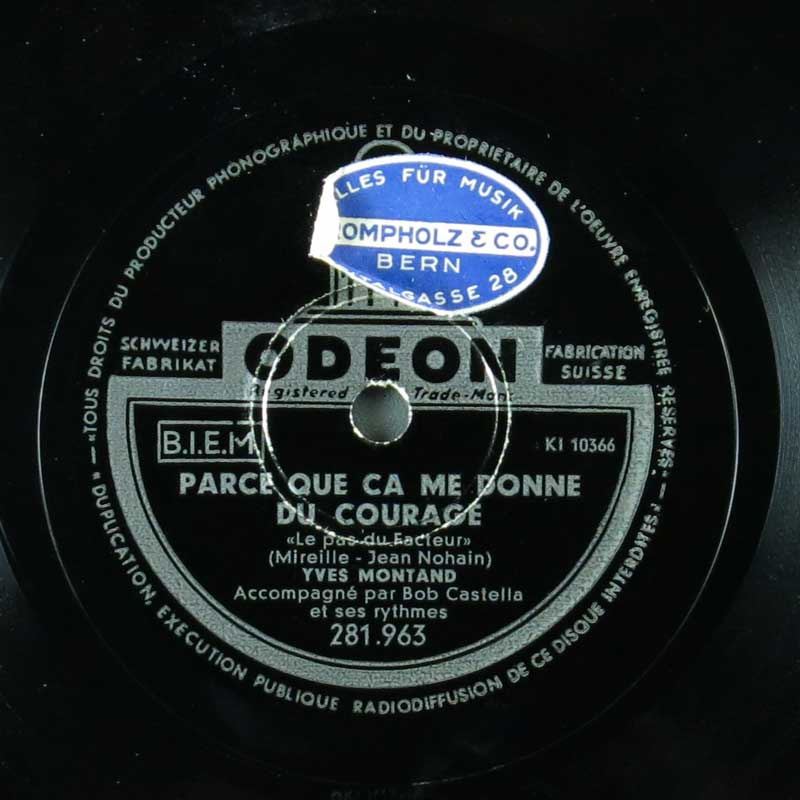 «TOUS DROITS DU PRODUCTEUR PHONOGRAPHIQUE ET DU PROPRIETAIRE DE L'OEUVRE ENREGISTRÉE RESERVÉS.
LLES FÜR MUSIK
OMPHOLZ & CO.
BERN
TALGASSE 28
SCHWEIZER FABRIKAT
ODEON
FABRICATION SUISSE
Registered Trade-Mark
B.I.E.M
KI 10366
PARCE QUE CA ME DONNE
DU COURAGE
«Le pas du Facteur»
(Mireille - Jean Nohain)
YVES MONTAND
Accompagné par Bob Castella
et ses rythmes
281.963
DUPLICATION, EXECUTION PUBLIQUE RADIODIFFUSION DE CE DISQUE INTERDITES!